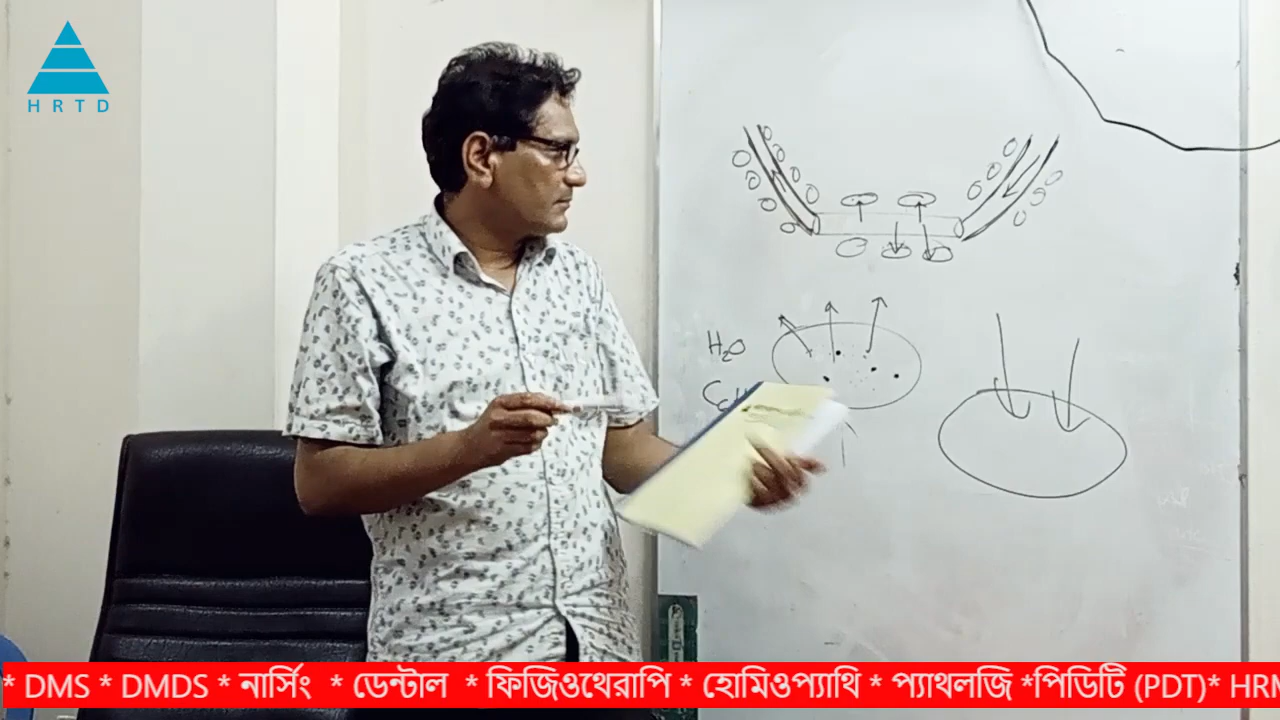 HRTD
H₂O
* DMS * DMDS * নার্সিং * ডেন্টাল * ফিজিওথেরাপি * হোমিওপ্যাথি * প্যাথলজি *পিডিটি (PDT)* HRM